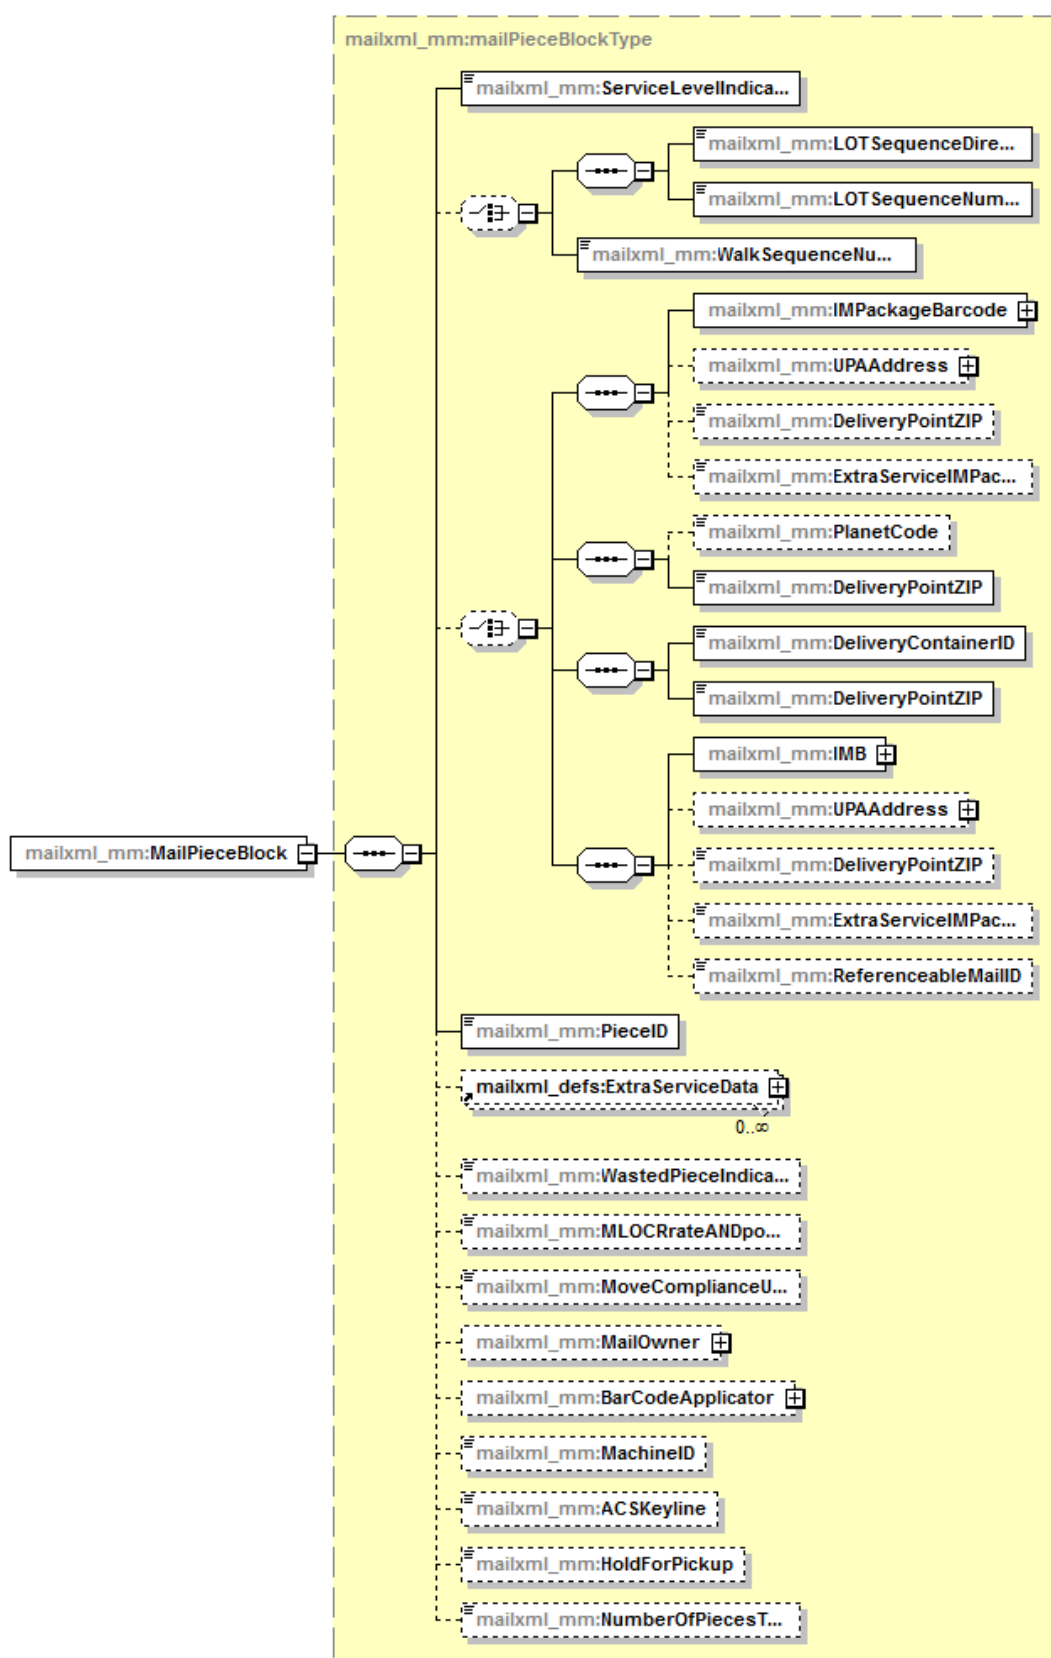 mailxml_mm:mailPieceBlockType
mailxml_mm:ServiceLevelIndica...
mailxml_mm:LOTSequenceDire...
mailxml_mm:LOTSequenceNum...
mailxml_mm:WalkSequenceNu...
mailxml_mm:IMPackageBarcode
mailxml_mm:UPAAddress
mailxml_mm:DeliveryPointZIP
mailxml_mm:ExtraServiceIMPac...
mailxml_mm:PlanetCode
mailxml_mm:DeliveryPointZIP
mailxml_mm:DeliveryContainerID
mailxml_mm:DeliveryPointZIP
mailxml_mm:IMB
mailxml_mm:UPAAddress
mailxml_mm:MailPieceBlock
mailxml_mm:DeliveryPointZIP
mailxml_mm:ExtraServiceIMPac...
mailxml_mm:ReferenceableMailID
mailxml_mm:PieceID
mailxml_defs:ExtraServiceData
0..∞
mailxml_mm:WastedPieceIndica...
mailxml_mm:MLOCRrateANDpo...
mailxml_mm:MoveComplianceU...
mailxml_mm:MailOwner
mailxml_mm:BarCodeApplicator
mailxml_mm:MachineID
mailxml_mm:ACSKeyline
mailxml_mm:HoldForPickup
mailxml_mm:NumberOfPiecesT...